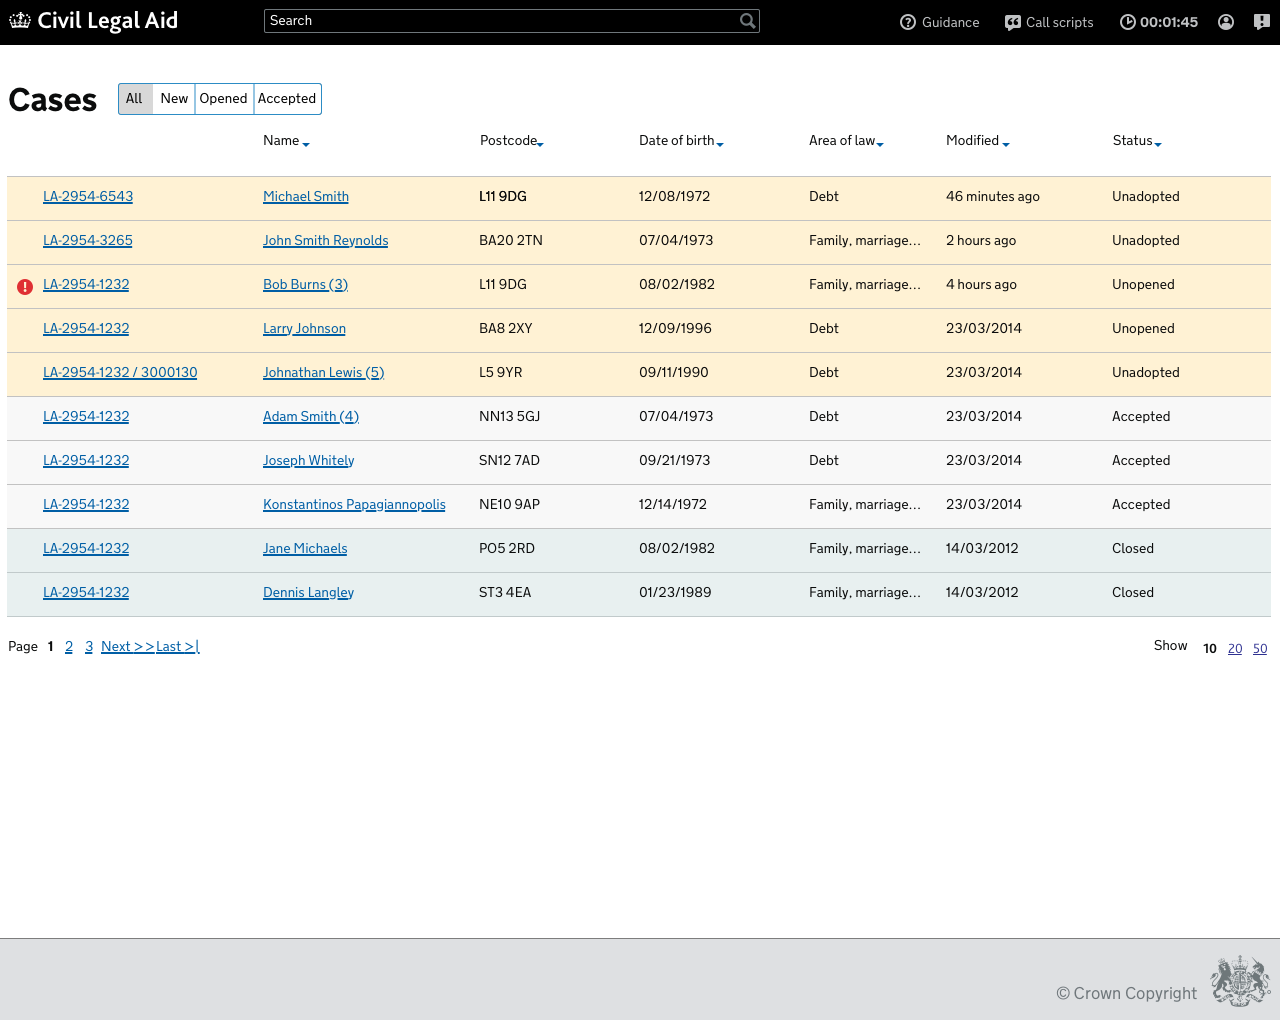 Civil Legal Aid Search Guidance Call scripts 00:01:45
Cases All New Opened Accepted
Name Postcode Date of birth Area of law Modified Status
LA-2954-6543 Michael Smith L11 9DG 12/08/1972 Debt 46 minutes ago Unadopted
LA-2954-3265 John Smith Reynolds BA20 2TN 07/04/1973 Family, marriage... 2 hours ago Unadopted
LA-2954-1232 Bob Burns (3) L11 9DG 08/02/1982 Family, marriage... 4 hours ago Unopened
LA-2954-1232 Larry Johnson BA8 2XY 12/09/1996 Debt 23/03/2014 Unopened
LA-2954-1232 / 3000130 Johnathan Lewis (5) L5 9YR 09/11/1990 Debt 23/03/2014 Unadopted
LA-2954-1232 Adam Smith (4) NN13 5GJ 07/04/1973 Debt 23/03/2014 Accepted
LA-2954-1232 Joseph Whitely SN12 7AD 09/21/1973 Debt 23/03/2014 Accepted
LA-2954-1232 Konstantinos Papagiannopolis NE10 9AP 12/14/1972 Family, marriage... 23/03/2014 Accepted
LA-2954-1232 Jane Michaels PO5 2RD 08/02/1982 Family, marriage... 14/03/2012 Closed
LA-2954-1232 Dennis Langley ST3 4EA 01/23/1989 Family, marriage... 14/03/2012 Closed
Page 1 2 3 Next >> Last >| Show 10 20 50
© Crown Copyright